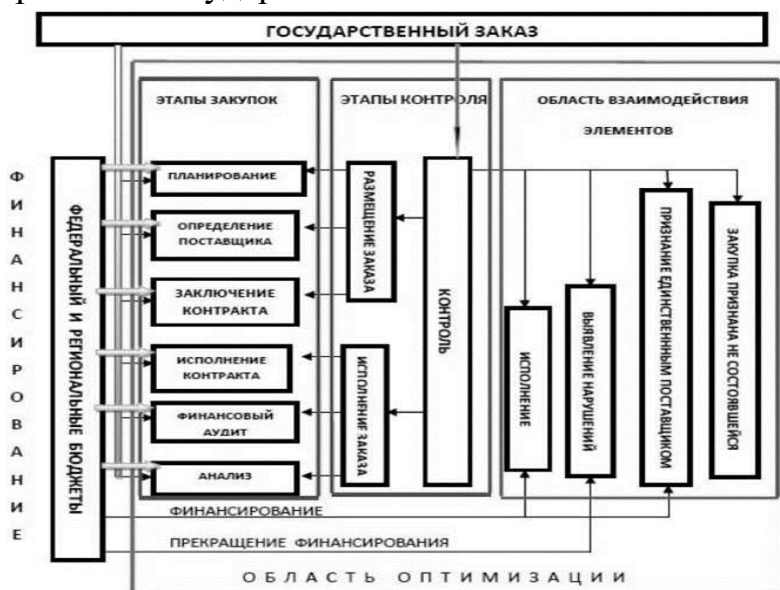 ГОСУДАРСТВЕННЫЙ ЗАКАЗ
ЭТАПЫ ЗАКУПОК
ЭТАПЫ КОНТРОЛЯ
ОБЛАСТЬ ВЗАИМОДЕЙСТВИЯ
ЭЛЕМЕНТОВ
ФИНАНСИРОВАНИЕ
ФЕДЕРАЛЬНЫЙ И РЕГИОНАЛЬНЫЕ БЮДЖЕТЫ
ПЛАНИРОВАНИЕ
ОПРЕДЕЛЕНИЕ
ПОСТАВЩИКА
ЗАКЛЮЧЕНИЕ
КОНТРАКТА
ИСПОЛНЕНИЕ
КОНТРАКТА
ФИНАНСОВЫЙ
АУДИТ
АНАЛИЗ
РАЗМЕЩЕНИЕ ЗАКАЗА
ИСПОЛНЕНИЕ ЗАКАЗА
КОНТРОЛЬ
ИСПОЛНЕНИЕ
ВЫЯВЛЕНИЕ НАРУШЕНИЙ
ПРИЗНАНИЕ ЕДИНСТВЕННЫМ ПОСТАВЩИКОМ
ЗАКУПКА ПРИЗНАНА НЕ СОСТОЯВШЕЙСЯ
ФИНАНСИРОВАНИЕ
ПРЕКРАЩЕНИЕ ФИНАНСИРОВАНИЯ
ОБЛАСТЬ ОПТИМИЗАЦИИ